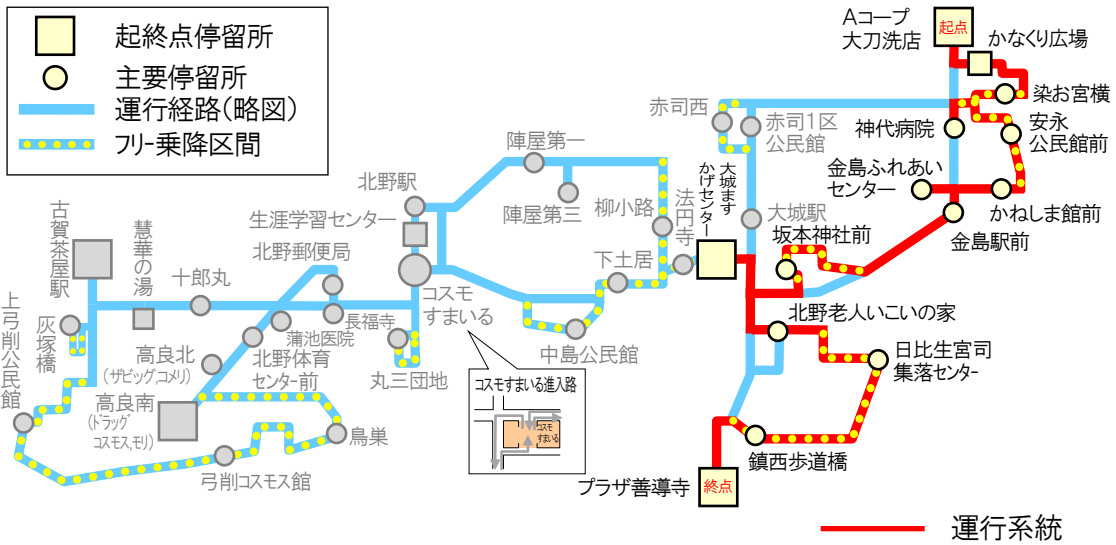 起終点停留所
主要停留所
運行経路(略図)
フリー乗降区間
Aコープ
大刀洗店
起点
かなくり広場
染お宮横
安永
公民館前
神代病院
金島ふれあい
センター
かねしま館前
金島駅前
赤司西
赤司1区
公民館
大城駅
坂本神社前
大城ます
かげセンター
法円寺
柳小路
下土居
陣屋第一
陣屋第三
北野駅
生涯学習センター
北野郵便局
コスモ
すまいる
長福寺
蒲池医院
北野体育
センター前
丸三団地
中島公民館
古賀茶屋駅
慧華の湯
十郎丸
灰塚橋
上弓削公民館
高良北
(ザビッグ,コメリ)
高良南
(ドラッグ
コスモス,モリ)
鳥巣
弓削コスモス館
コスモすまいる進入路
コスモ
すまいる
北野老人いこいの家
日比生宮司
集落センター
鎮西歩道橋
プラザ善導寺
終点
運行系統